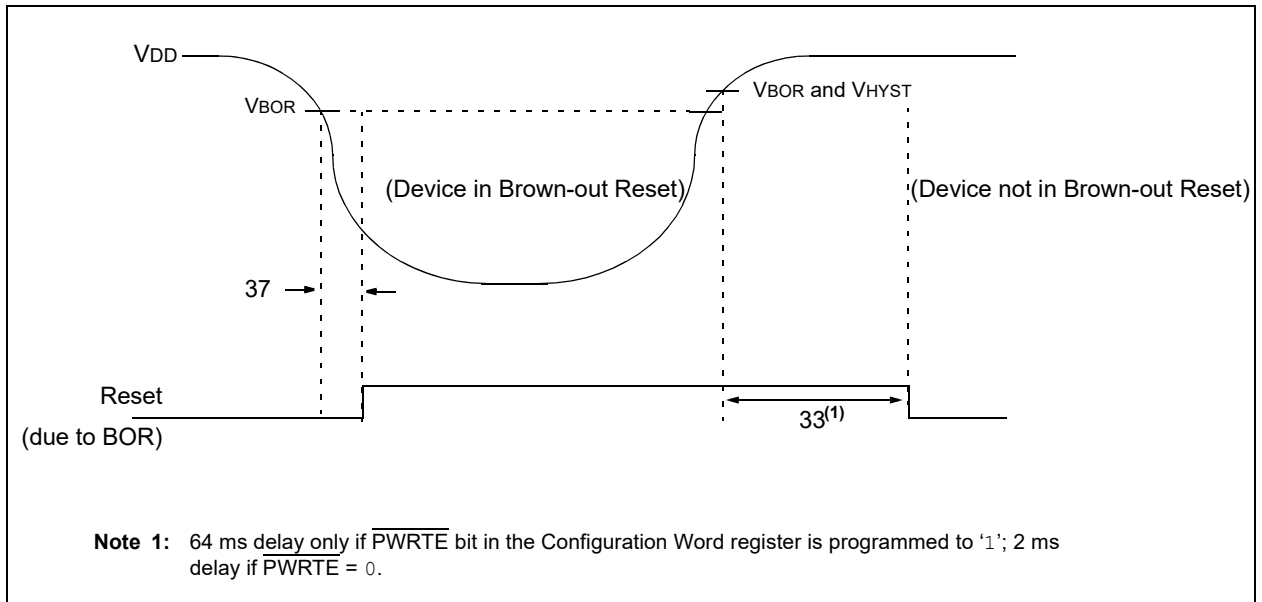 VDD
VBOR
VBOR and VHYST
(Device in Brown-out Reset)
(Device not in Brown-out Reset)
37
Reset
(due to BOR)
33(1)
Note 1: 64 ms delay only if PWRTE bit in the Configuration Word register is programmed to ‘1’; 2 ms
delay if PWRTE = 0.